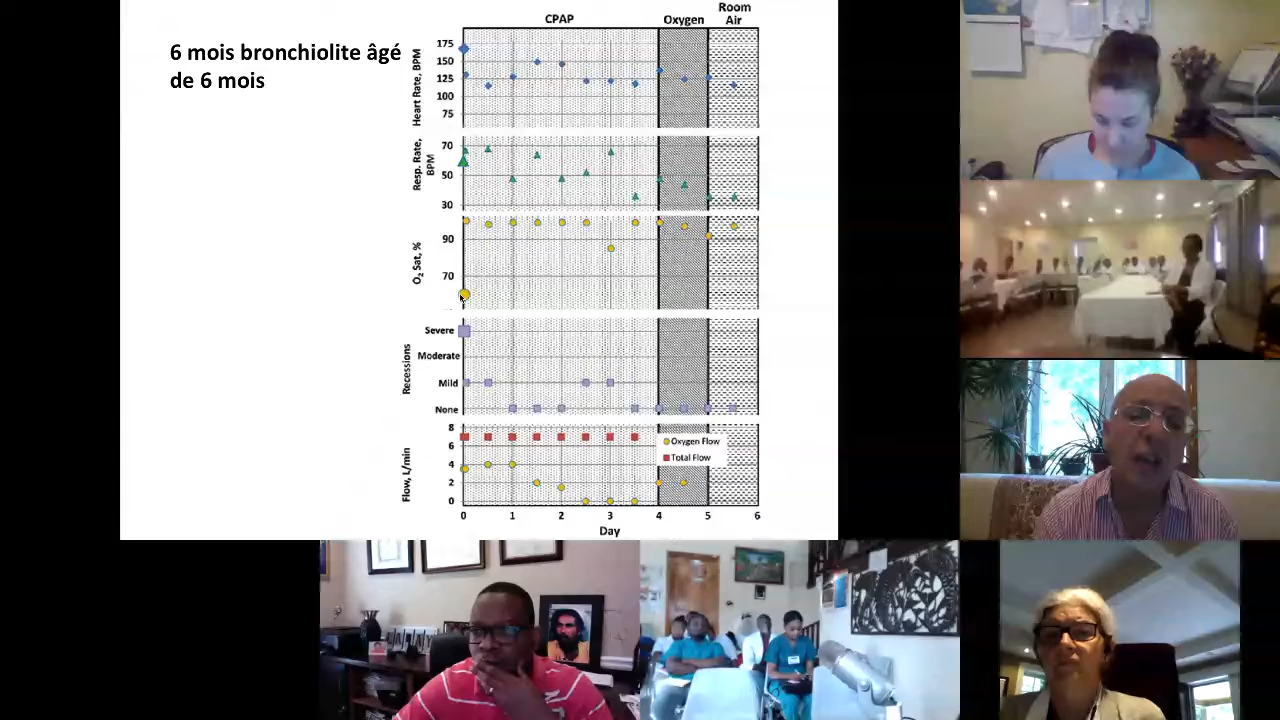 6 mois bronchiolite âgé
de 6 mois
CPAP
Oxygen
Room
Air
Heart Rate, BPM
175
150
125
100
75
Resp. Rate,
BPM
70
50
30
O₂ Sat, %
90
70
Recessions
Severe
Moderate
Mild
None
Flow, L/min
8
6
4
2
0
Oxygen Flow
Total Flow
0 1 2 3 4 5 6
Day